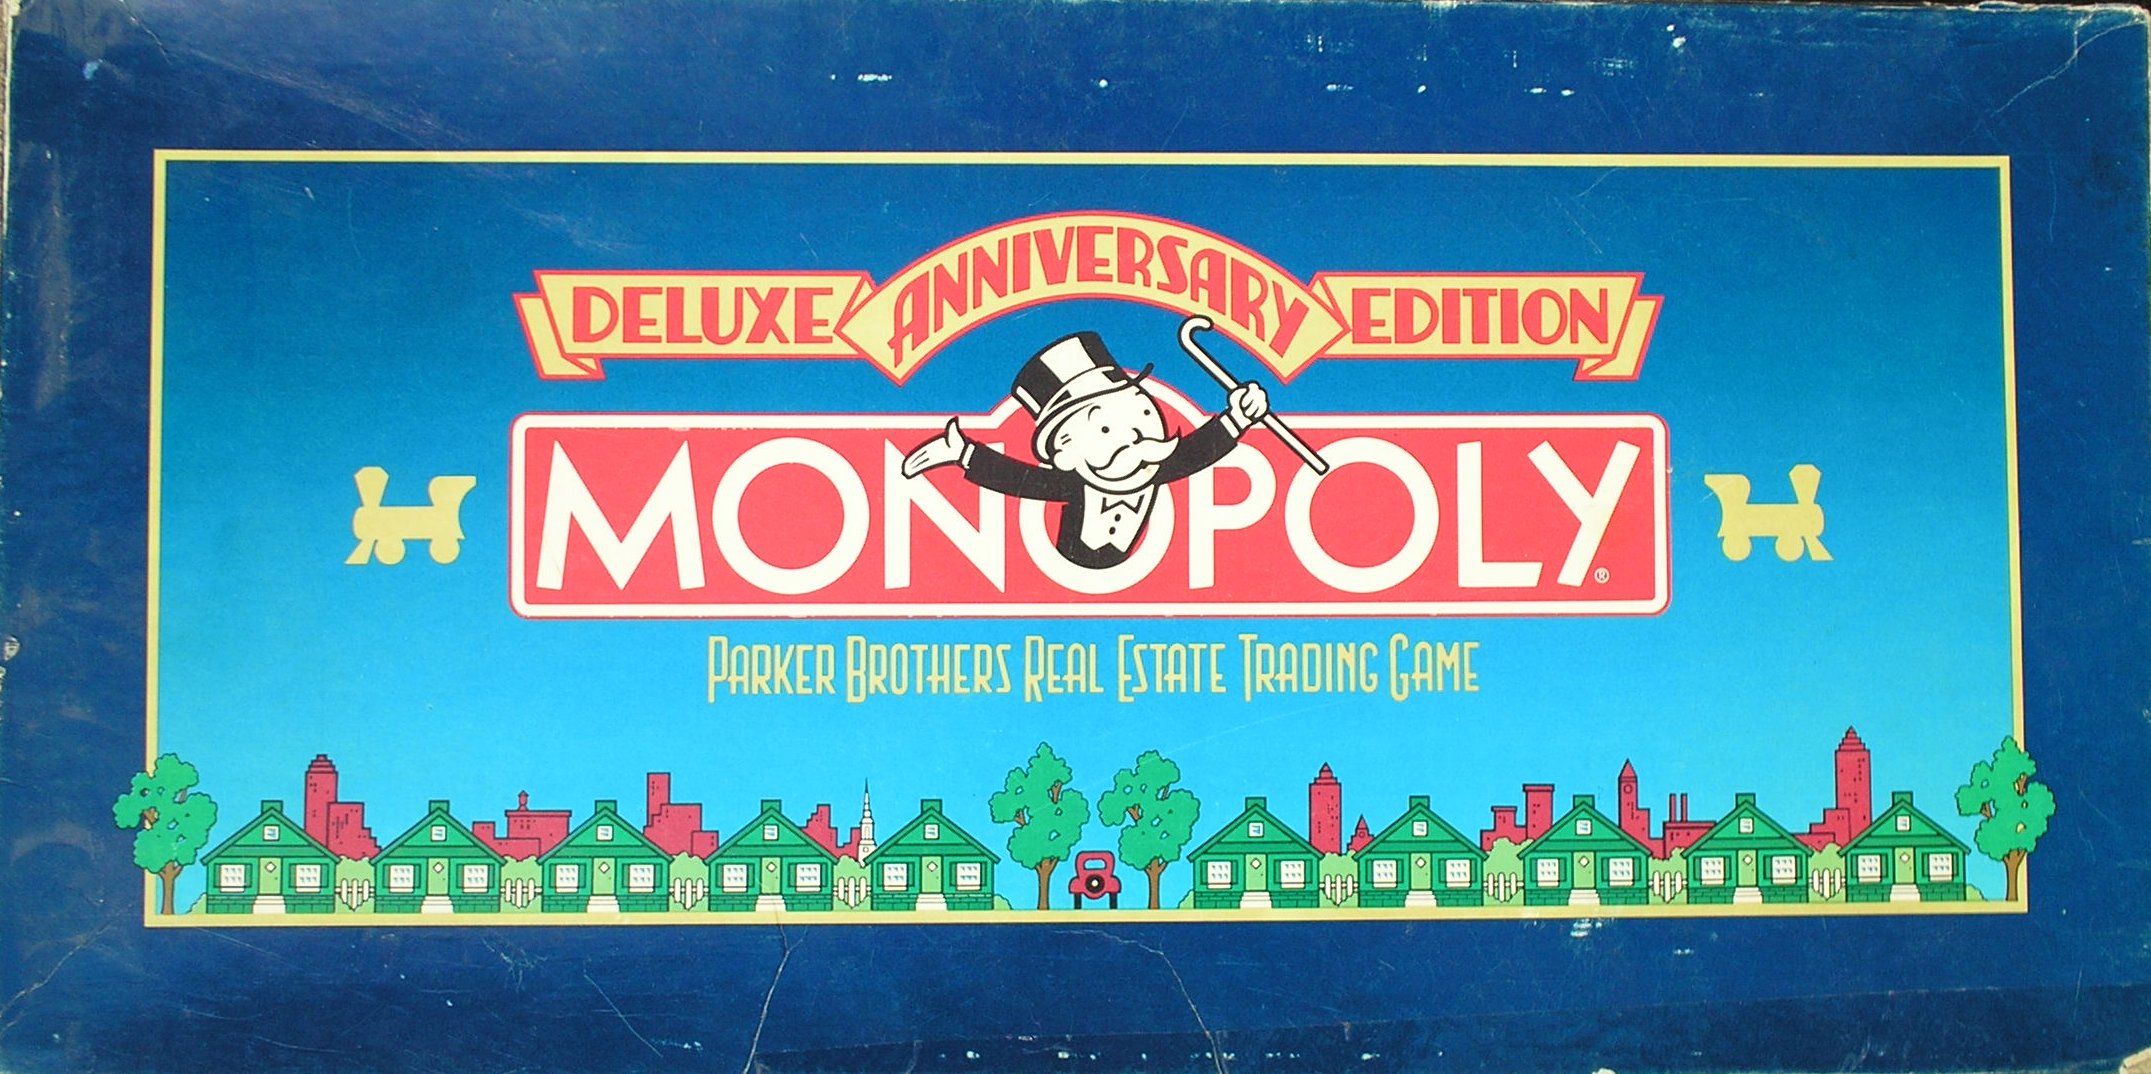 DELUXE ANNIVERSARY EDITION
MONOPOLY®
PARKER BROTHERS REAL ESTATE TRADING GAME